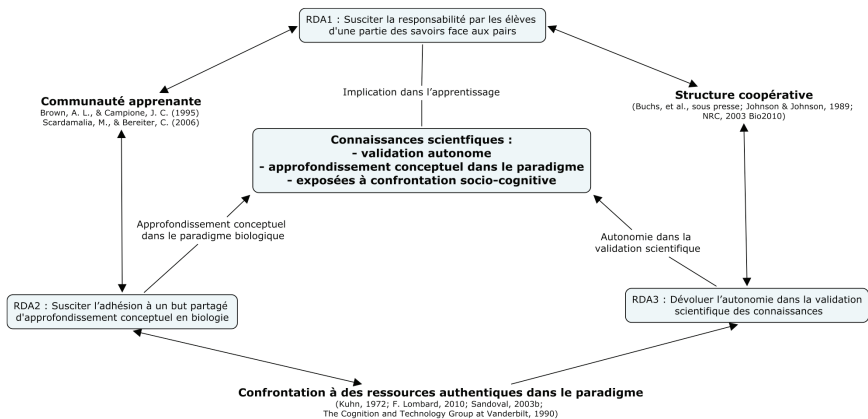 RDA1 : Susciter la responsabilité par les élèves
d'une partie des savoirs face aux pairs
Implication dans l'apprentissage
Communauté apprenante
Brown, A. L., & Campione, J. C. (1995)
Scardamalia, M., & Bereiter, C. (2006)
Structure coopérative
(Buchs, et al., sous presse; Johnson & Johnson, 1989;
NRC, 2003 Bio2010)
Connaissances scientifiques :
- validation autonome
- approfondissement conceptuel dans le paradigme
- exposées à confrontation socio-cognitive
Approfondissement conceptuel
dans le paradigme biologique
Autonomie dans la
validation scientifique
RDA2 : Susciter l'adhésion à un but partagé
d'approfondissement conceptuel en biologie
RDA3 : Dévoluer l'autonomie dans la validation
scientifique des connaissances
Confrontation à des ressources authentiques dans le paradigme
(Kuhn, 1972; F. Lombard, 2010; Sandoval, 2003b;
The Cognition and Technology Group at Vanderbilt, 1990)